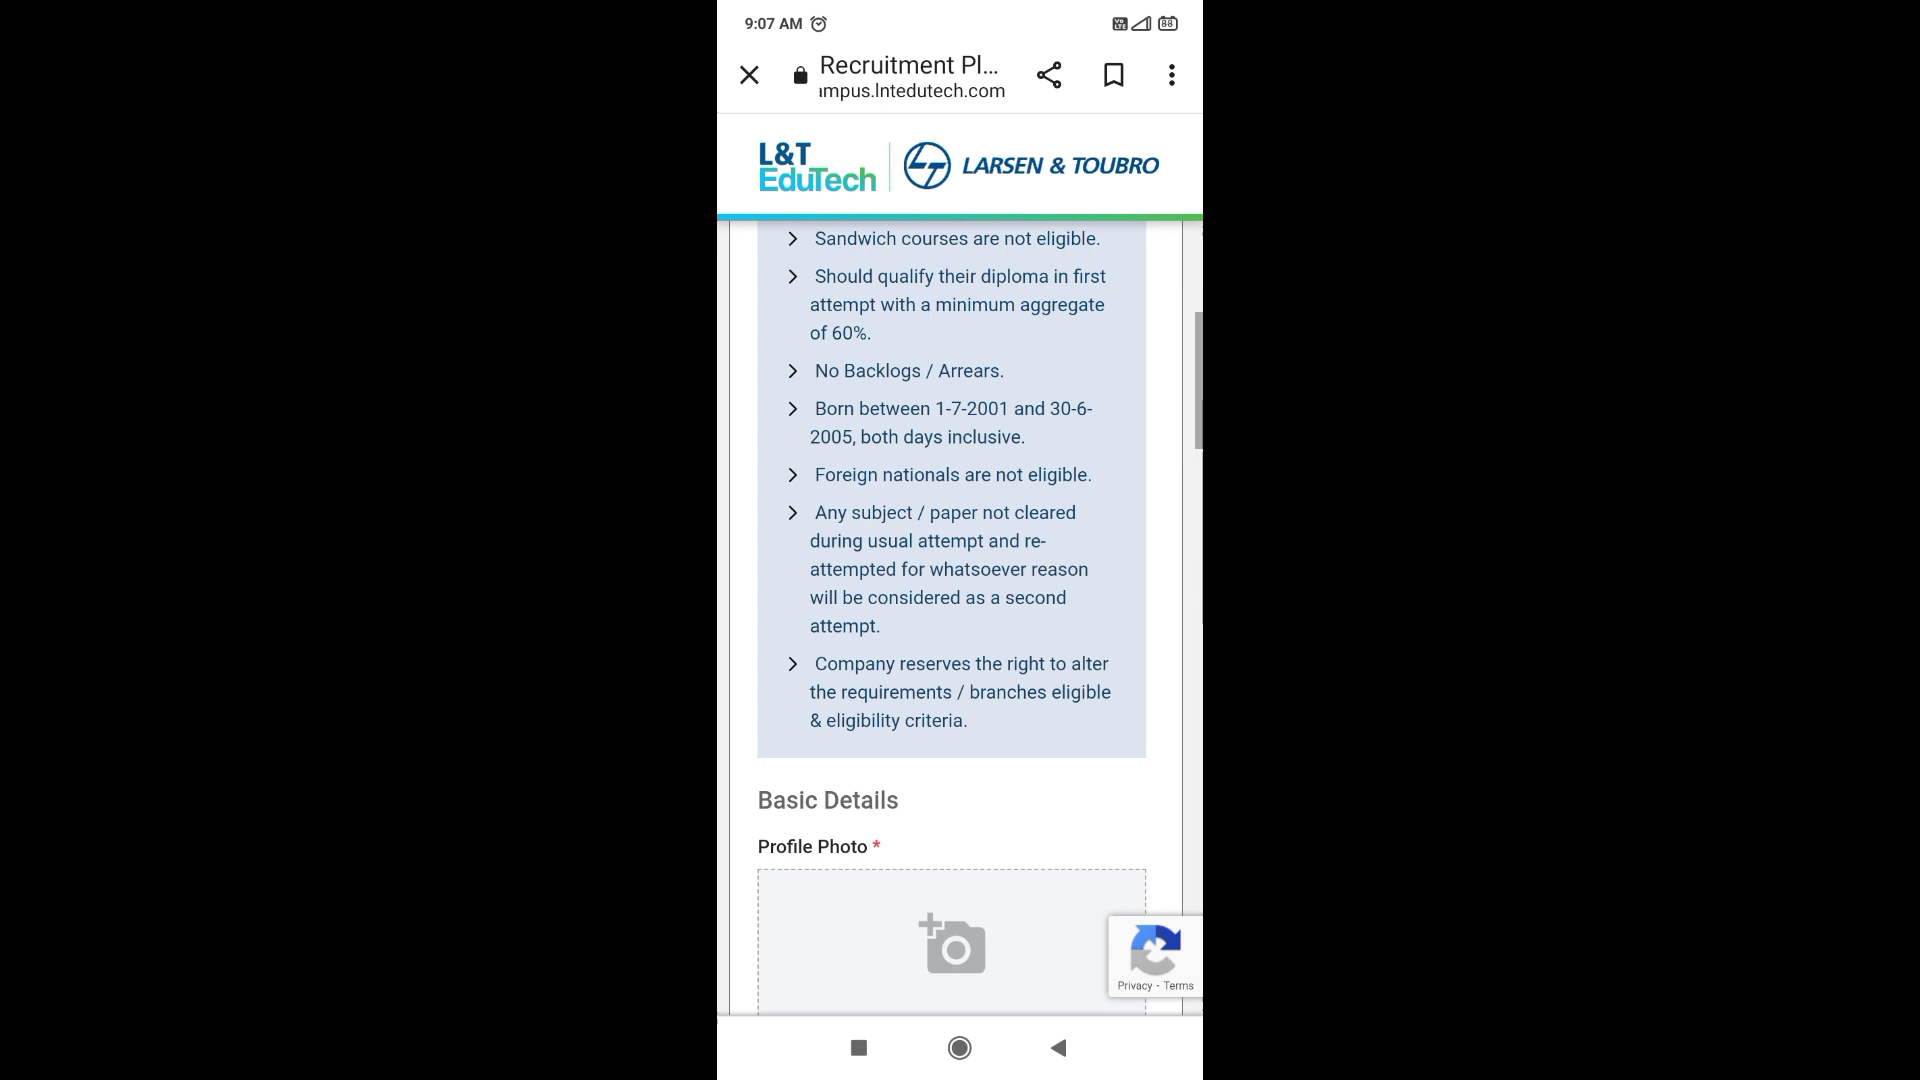 9:07 AM
VO LTE
88
Recruitment Pl...
mpus.lntedutech.com
L&T
EduTech
LARSEN & TOUBRO
Sandwich courses are not eligible.
Should qualify their diploma in first
attempt with a minimum aggregate
of 60%.
No Backlogs / Arrears.
Born between 1-7-2001 and 30-6-
2005, both days inclusive.
Foreign nationals are not eligible.
Any subject / paper not cleared
during usual attempt and re-
attempted for whatsoever reason
will be considered as a second
attempt.
Company reserves the right to alter
the requirements / branches eligible
& eligibility criteria.
Basic Details
Profile Photo *
Privacy - Terms